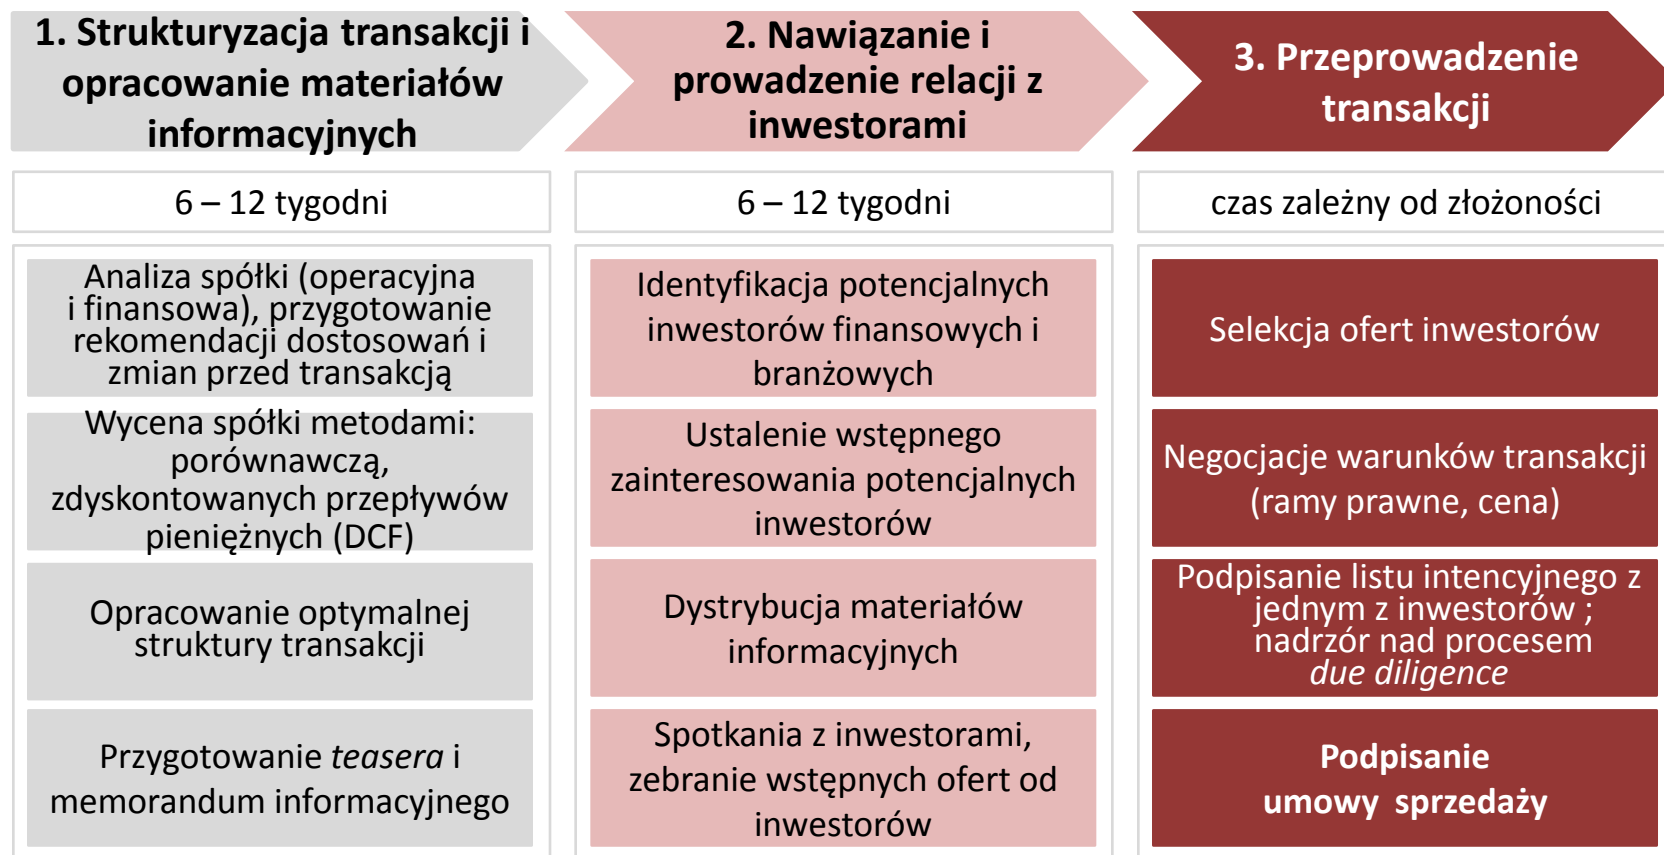 1. Strukturyzacja transakcji i
opracowanie materiałów
informacyjnych
2. Nawiązanie i
prowadzenie relacji z
inwestorami
3. Przeprowadzenie
transakcji
6 – 12 tygodni
6 – 12 tygodni
czas zależny od złożoności
Analiza spółki (operacyjna
i finansowa), przygotowanie
rekomendacji dostosowań i
zmian przed transakcją
Wycena spółki metodami:
porównawczą,
zdyskontowanych przepływów
pieniężnych (DCF)
Opracowanie optymalnej
struktury transakcji
Przygotowanie teasera i
memorandum informacyjnego
Identyfikacja potencjalnych
inwestorów finansowych i
branżowych
Ustalenie wstępnego
zainteresowania potencjalnych
inwestorów
Dystrybucja materiałów
informacyjnych
Spotkania z inwestorami,
zebranie wstępnych ofert od
inwestorów
Selekcja ofert inwestorów
Negocjacje warunków transakcji
(ramy prawne, cena)
Podpisanie listu intencyjnego z
jednym z inwestorów ;
nadrzór nad procesem
due diligence
Podpisanie
umowy sprzedaży